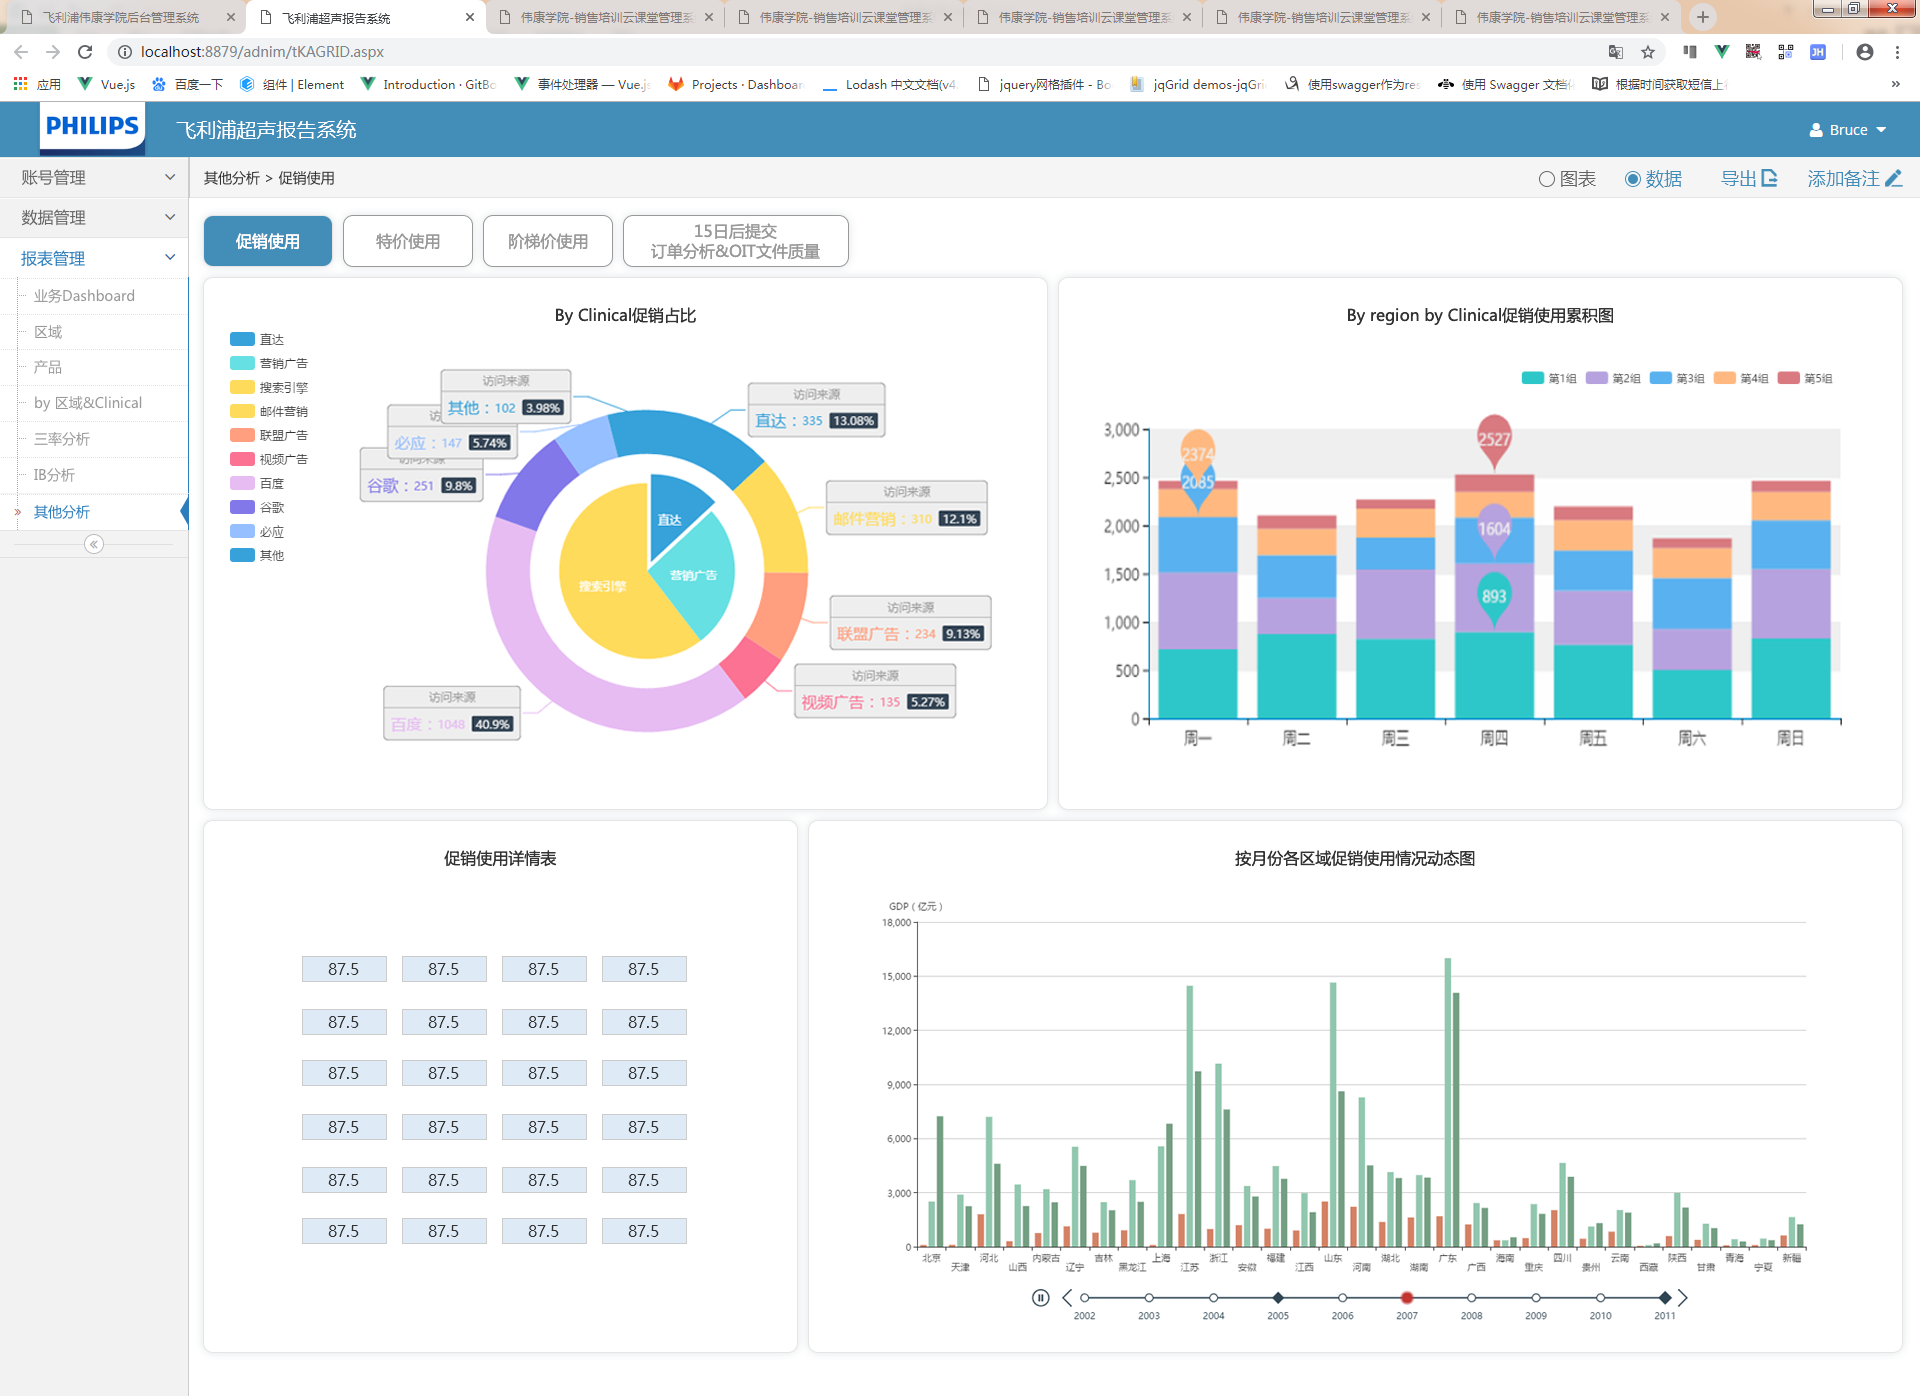 飞利浦伟康学院后台管理系统
飞利浦超声报告系统
伟康学院-销售培训云课堂管理系
伟康学院-销售培训云课堂管理系
伟康学院-销售培训云课堂管理系
伟康学院-销售培训云课堂管理系
伟康学院-销售培训云课堂管理系
localhost:8879/adnim/tKAGRID.aspx
JH
应用 Vue.js 百度一下 组件 | Element Introduction · GitBo 事件处理器 — Vue.js Projects · Dashboar Lodash 中文文档(v4. jquery网格插件 - Bo jqGrid demos-jqGri 使用swagger作为res 使用 Swagger 文档化 根据时间获取短信上 »
PHILIPS 飞利浦超声报告系统 Bruce
账号管理
数据管理
报表管理
业务Dashboard
区域
产品
by 区域&Clinical
三率分析
IB分析
» 其他分析
«
其他分析 > 促销使用 图表 数据 导出 添加备注
促销使用 特价使用 阶梯价使用 15日后提交
订单分析&OIT文件质量
By Clinical促销占比
直达
营销广告
搜索引擎
邮件营销
联盟广告
视频广告
百度
谷歌
必应
其他
访问来源
其他：102 3.98%
访
必应：147 5.74%
访问来源
谷歌：251 9.8%
访问来源
直达：335 13.08%
访问来源
邮件营销：310 12.1%
访问来源
联盟广告：234 9.13%
访问来源
视频广告：135 5.27%
访问来源
百度：1048 40.9%
直达
营销广告
搜索引擎
By region by Clinical促销使用累积图
第1组 第2组 第3组 第4组 第5组
3,000
2,500
2,000
1,500
1,000
500
0
2374
2085
2527
1604
893
周一 周二 周三 周四 周五 周六 周日
促销使用详情表
87.5 87.5 87.5 87.5
87.5 87.5 87.5 87.5
87.5 87.5 87.5 87.5
87.5 87.5 87.5 87.5
87.5 87.5 87.5 87.5
87.5 87.5 87.5 87.5
按月份各区域促销使用情况动态图
GDP（亿元）
18,000
15,000
12,000
9,000
6,000
3,000
0
北京 天津 河北 山西 内蒙古 辽宁 吉林 黑龙江 上海 江苏 浙江 安徽 福建 江西 山东 河南 湖北 湖南 广东 广西 海南 重庆 四川 贵州 云南 西藏 陕西 甘肃 青海 宁夏 新疆
2002 2003 2004 2005 2006 2007 2008 2009 2010 2011